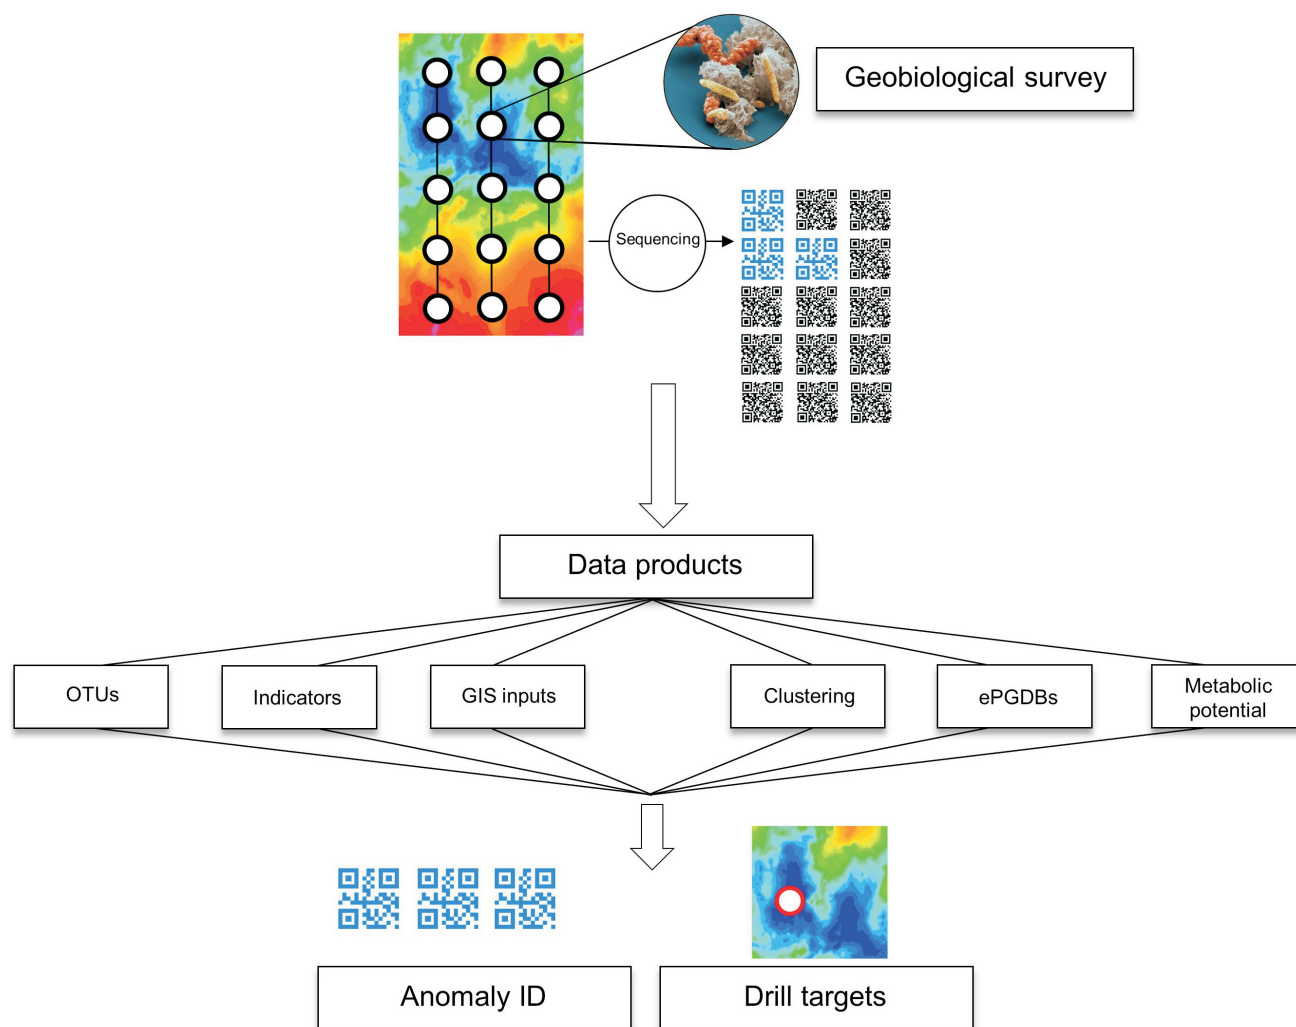 Geobiological survey
Sequencing
Data products
OTUs
Indicators
GIS inputs
Clustering
ePGDBs
Metabolic
potential
Anomaly ID
Drill targets